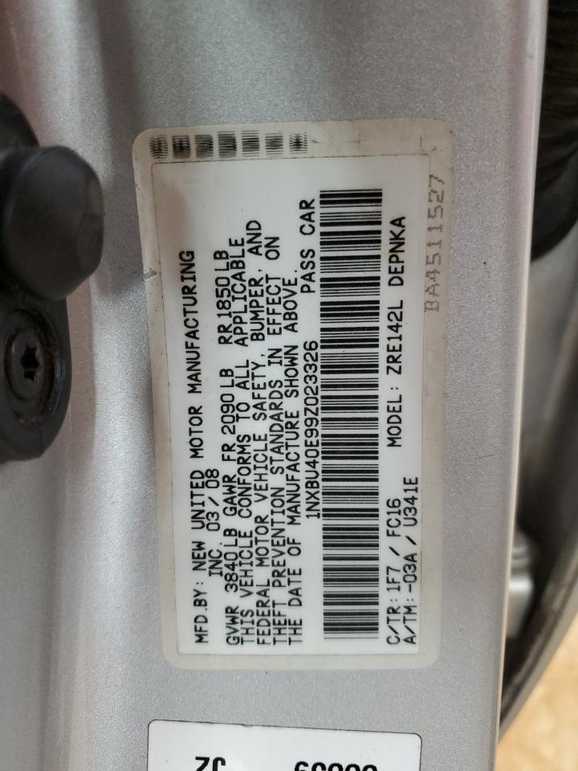 MFD.BY: NEW UNITED MOTOR MANUFACTURING
INC. 03/08
GVWR 3840LB GAWR FR 2090LB RR 1850LB
THIS VEHICLE CONFORMS TO ALL APPLICABLE
FEDERAL MOTOR VEHICLE SAFETY, BUMPER, AND
THEFT PREVENTION STANDARDS IN EFFECT ON
THE DATE OF MANUFACTURE SHOWN ABOVE.
1NXBU40E99Z023326 PASS CAR
C/TR: 1F7 / FC16 MODEL: ZRE142L DEPNKA
A/TM: -03A / U341E
BA4511527
JZ